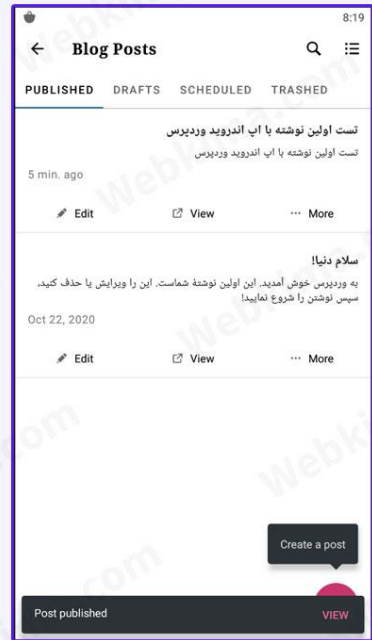 8:19
Blog Posts
PUBLISHED DRAFTS SCHEDULED TRASHED
تست اولین نوشته با اپ اندروید وردپرس
تست اولین نوشته با اپ اندروید وردپرس
5 min. ago
Edit View More
سلام دنیا!
به وردپرس خوش آمدید. این اولین نوشتهٔ شماست. این را ویرایش یا حذف کنید،
سپس نوشتن را شروع نمایید!
Oct 22, 2020
Edit View More
Create a post
Post published VIEW